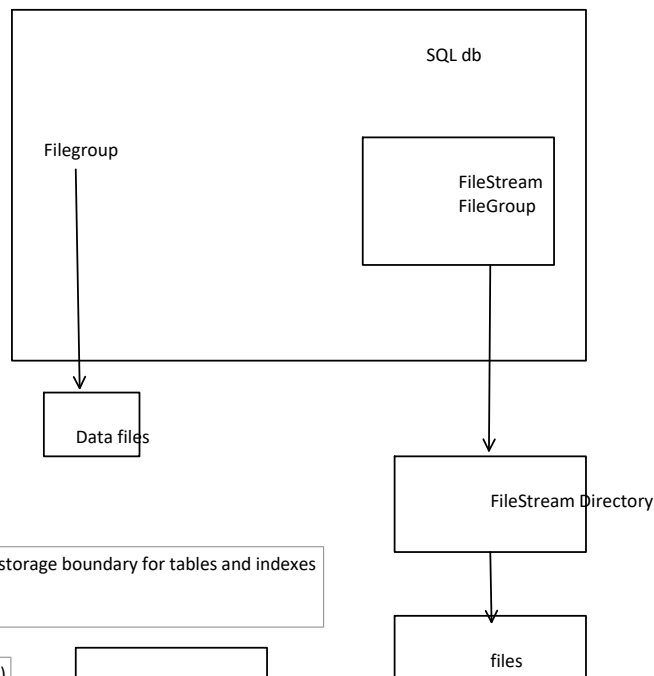 SQL db
Filegroup
FileStream
FileGroup
Data files
FileStream Directory
storage boundary for tables and indexes
files
)